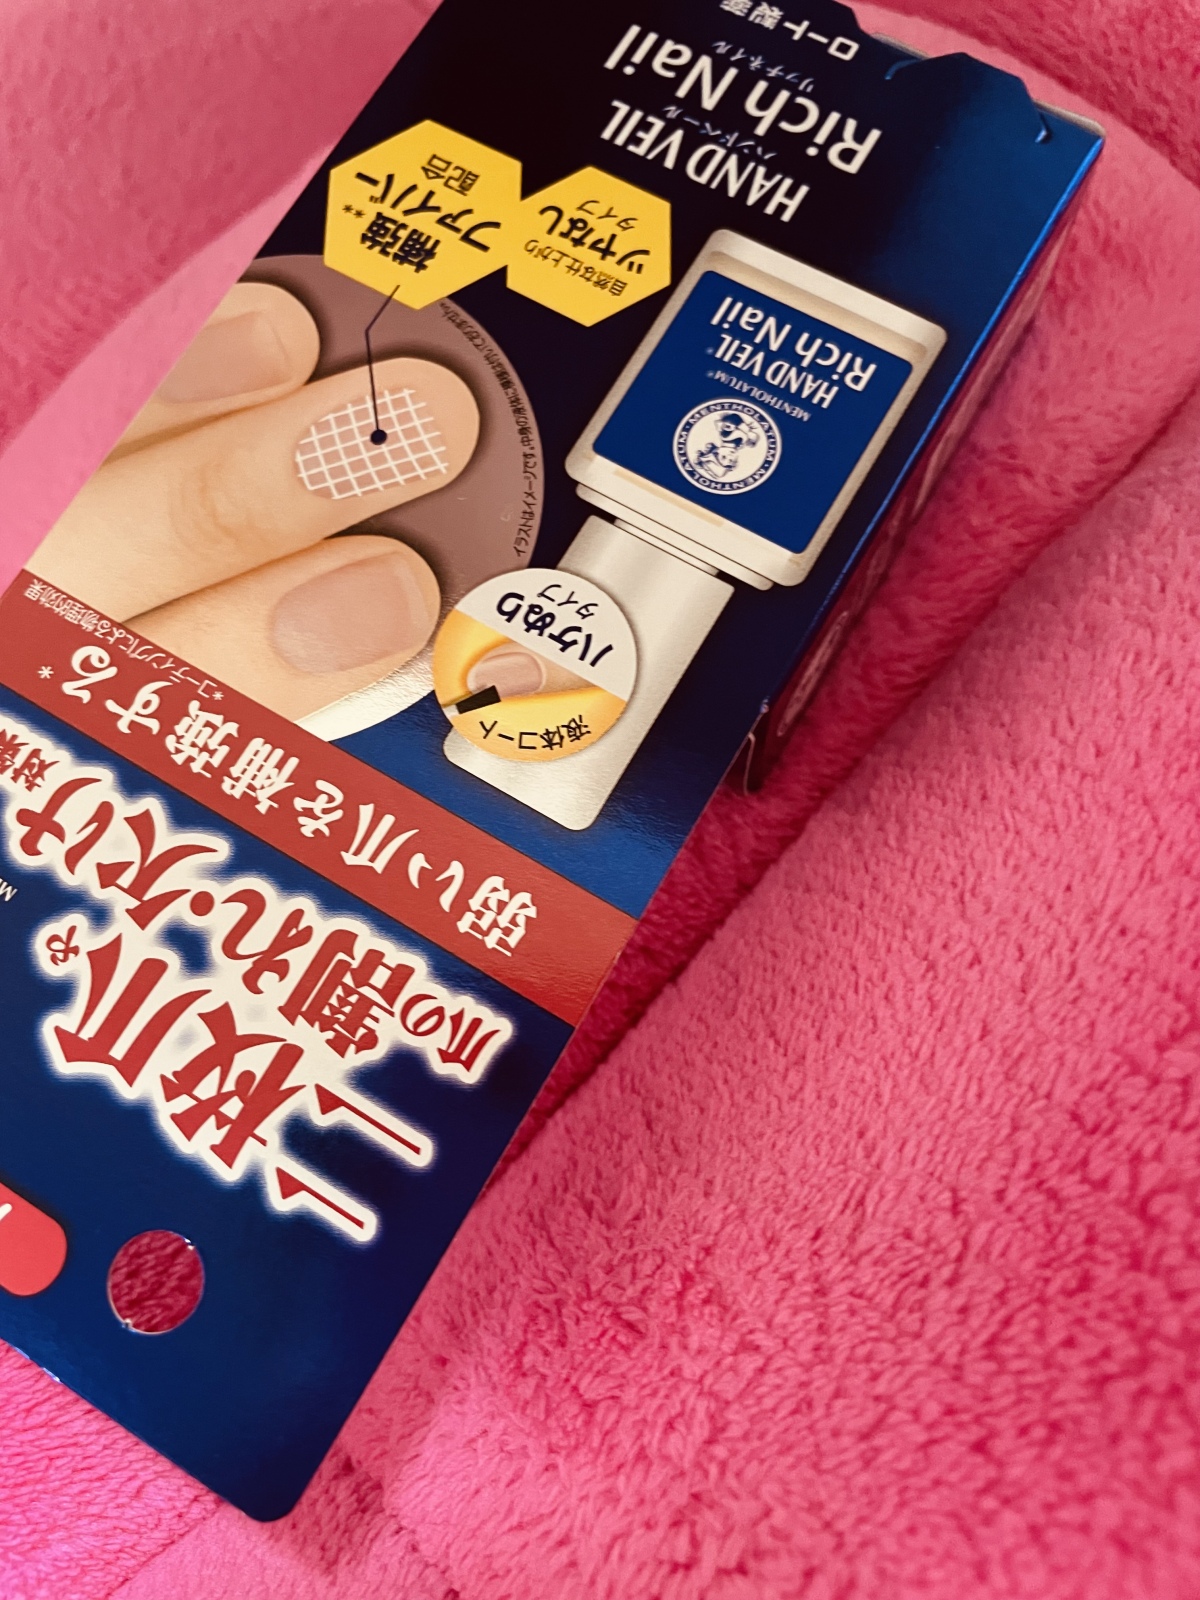 二枚爪や
爪の割れ・欠け
弱い爪を補強する*
*コーティングによる物理的効果
液体コート
ハケぬり
タイプ
イラストはイメージです。
補強**
ファイバー
配合
自然な仕上がり
ツヤなし
タイプ
MENTHOLATUM・MENTHOLATUM
MENTHOLATUM®
HAND VEIL®
Rich Nail
HAND VEIL
ハンドベール
Rich Nail
リッチネイル
ロート製薬